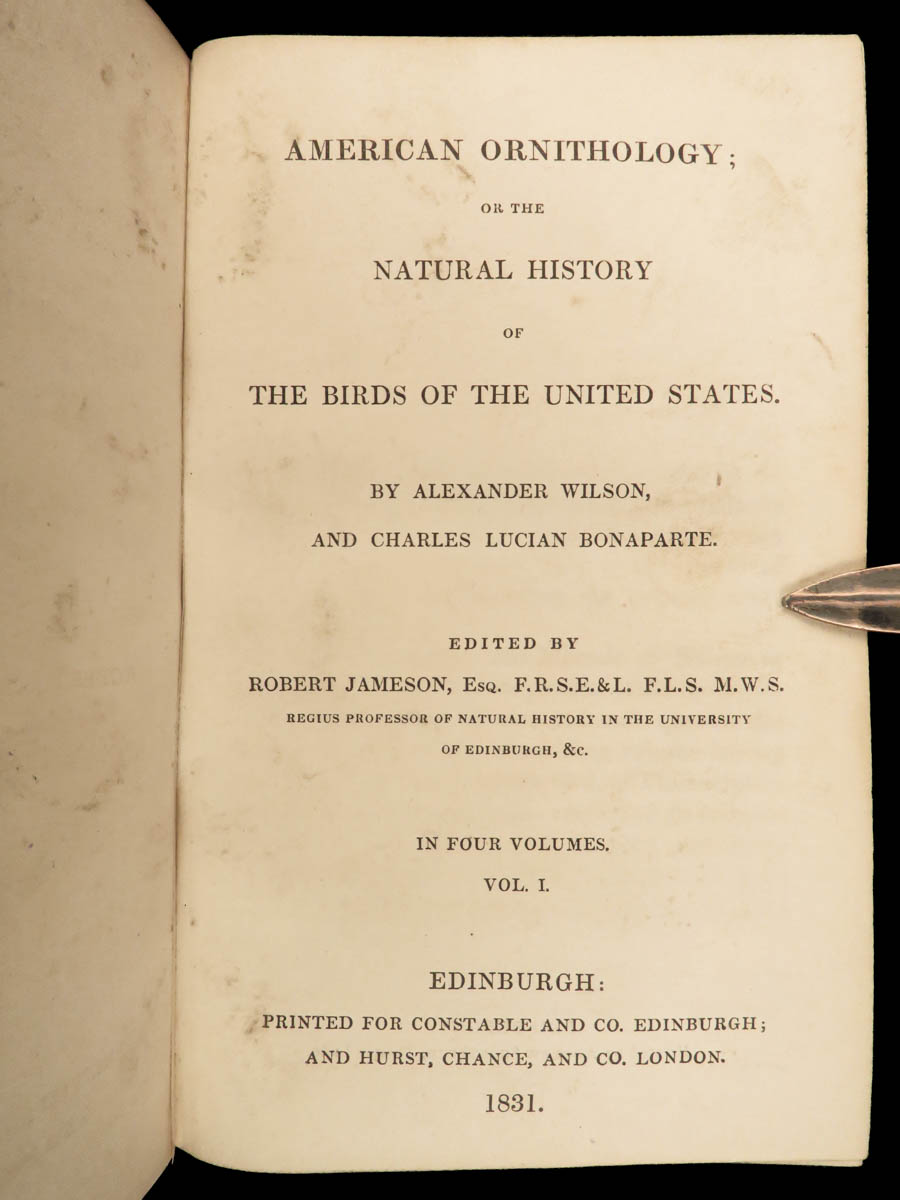 AMERICAN ORNITHOLOGY;
OR THE
NATURAL HISTORY
OF
THE BIRDS OF THE UNITED STATES.
BY ALEXANDER WILSON,
AND CHARLES LUCIAN BONAPARTE.
EDITED BY
ROBERT JAMESON, Esq. F.R.S.E.&L. F.L.S. M.W.S.
REGIUS PROFESSOR OF NATURAL HISTORY IN THE UNIVERSITY
OF EDINBURGH, &c.
IN FOUR VOLUMES.
VOL. I.
EDINBURGH:
PRINTED FOR CONSTABLE AND CO. EDINBURGH;
AND HURST, CHANCE, AND CO. LONDON.
1831.